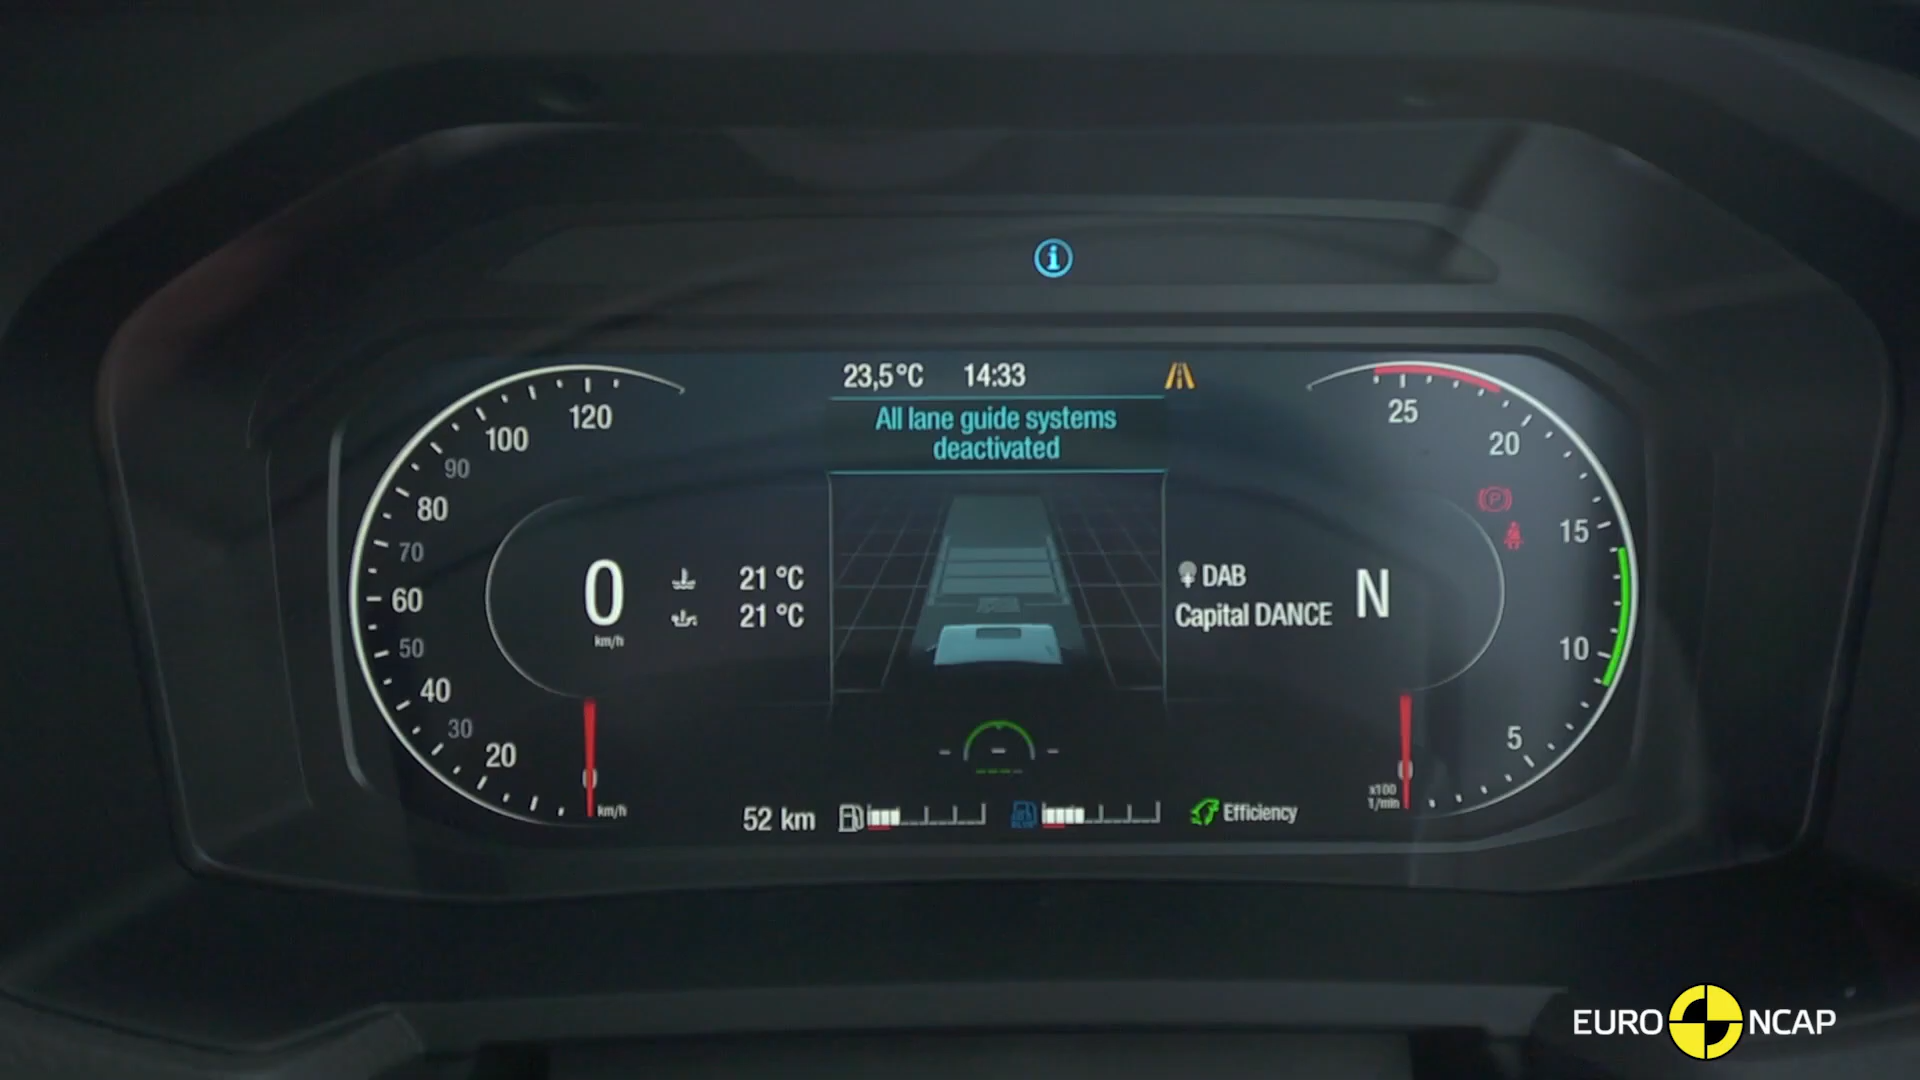 23,5°C 14:33
All lane guide systems
deactivated
120
100
90
80
70
60
50
40
30
20
0
km/h
0
km/h
21 °C
21 °C
DAB
Capital DANCE
N
25
20
15
10
5
0
x100
1/min
P
52 km
Efficiency
EURO NCAP